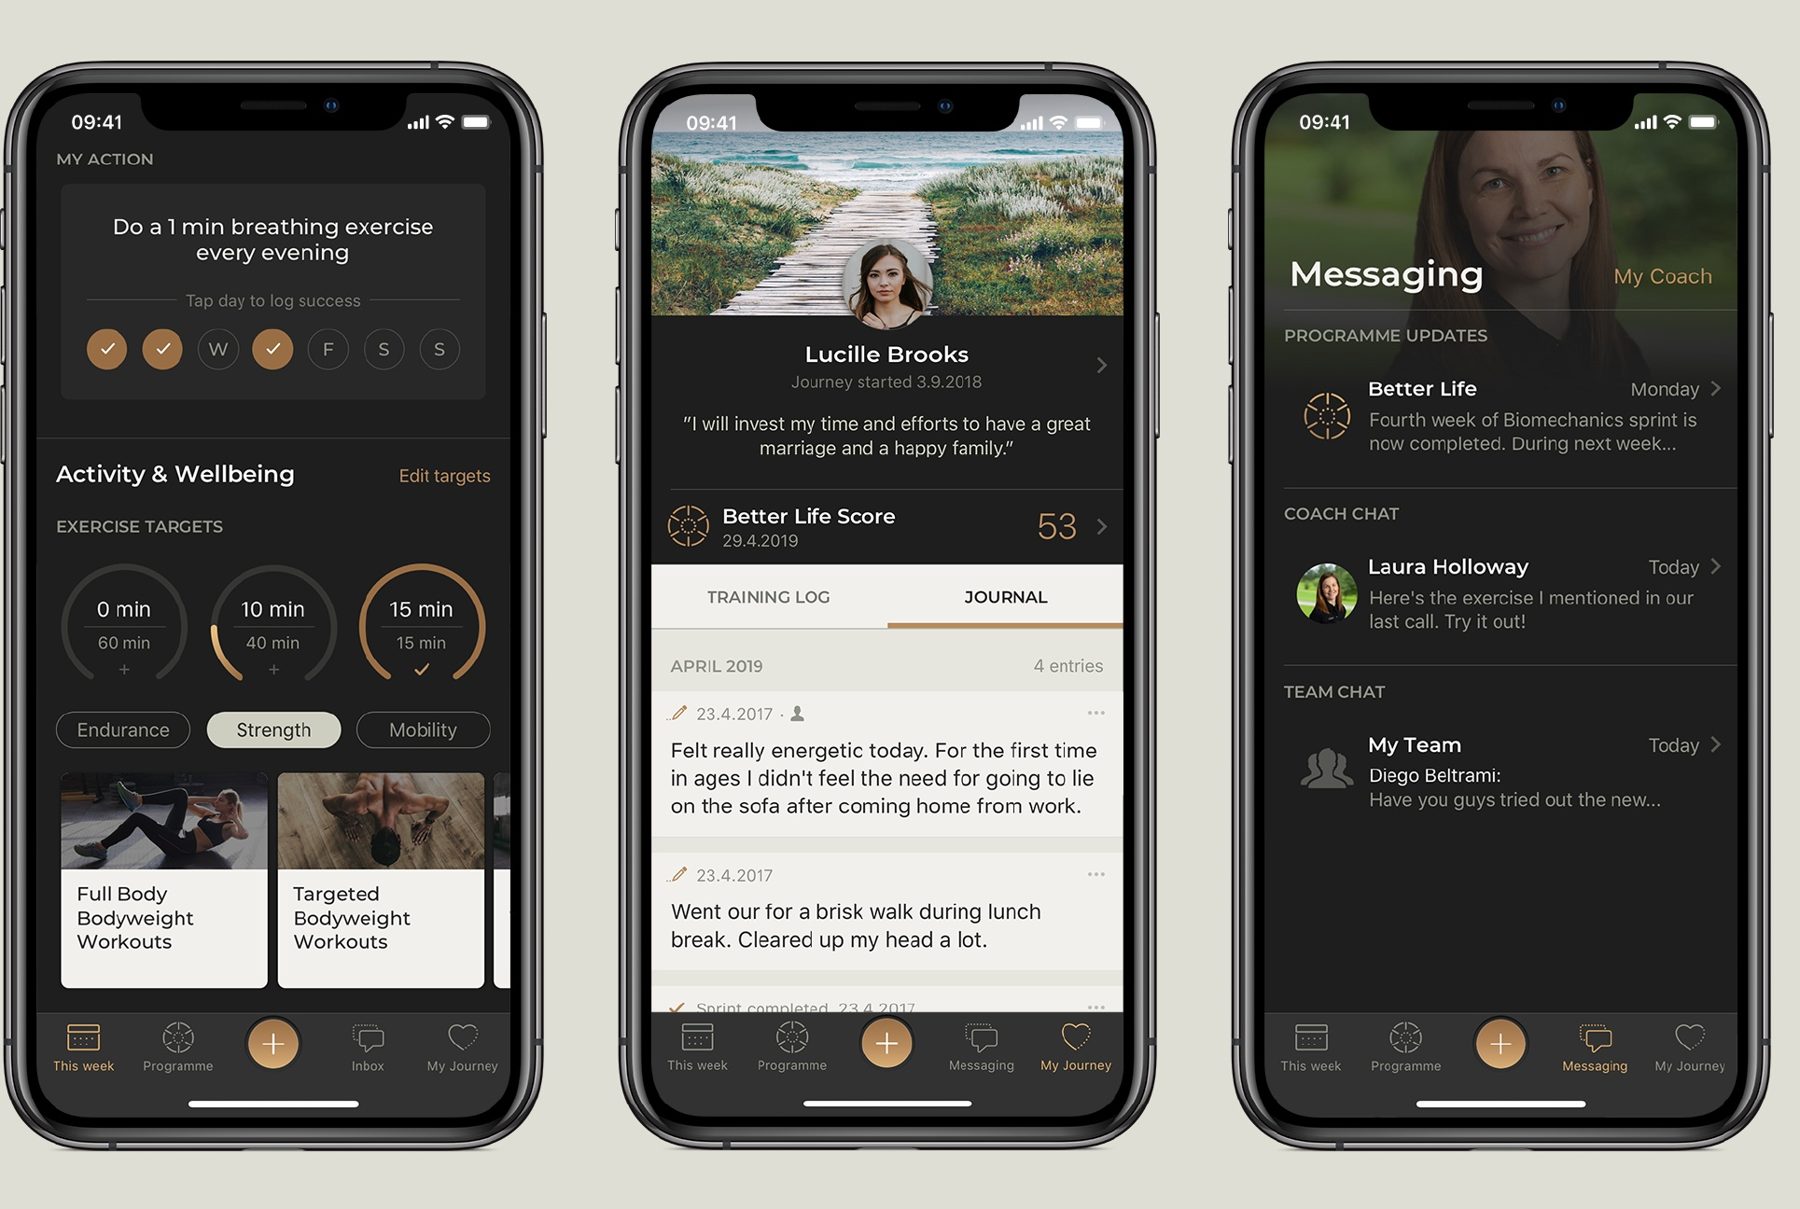 09:41
MY ACTION
Do a 1 min breathing exercise
every evening
Tap day to log success
W F S S
Activity & Wellbeing
Edit targets
EXERCISE TARGETS
0 min
60 min
+
10 min
40 min
+
15 min
15 min
Endurance
Strength
Mobility
Full Body
Bodyweight
Workouts
Targeted
Bodyweight
Workouts
This week
Programme
+
Inbox
My Journey
09:41
Lucille Brooks
Journey started 3.9.2018
"I will invest my time and efforts to have a great
marriage and a happy family."
Better Life Score
29.4.2019
53
TRAINING LOG
JOURNAL
APRIL 2019
4 entries
23.4.2017 ·
Felt really energetic today. For the first time
in ages I didn't feel the need for going to lie
on the sofa after coming home from work.
23.4.2017
Went our for a brisk walk during lunch
break. Cleared up my head a lot.
Sprint completed 23.4.2017
This week
Programme
+
Messaging
My Journey
09:41
Messaging
My Coach
PROGRAMME UPDATES
Better Life
Monday
Fourth week of Biomechanics sprint is
now completed. During next week...
COACH CHAT
Laura Holloway
Today
Here's the exercise I mentioned in our
last call. Try it out!
TEAM CHAT
My Team
Today
Diego Beltrami:
Have you guys tried out the new...
This week
Programme
+
Messaging
My Journey